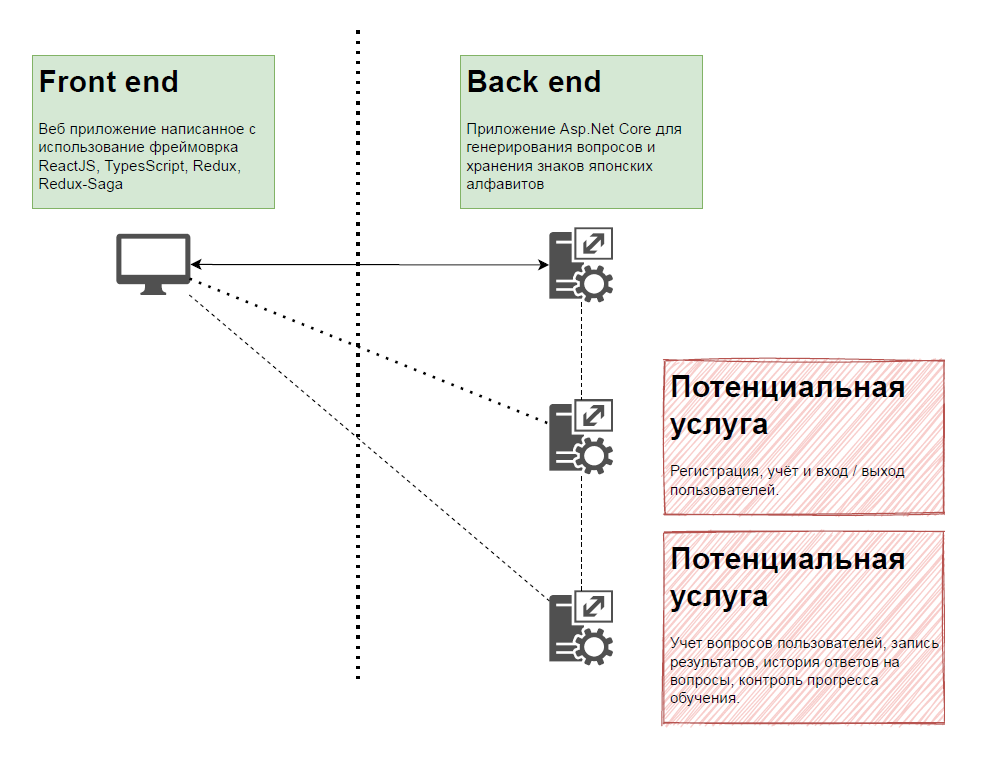 Front end
Веб приложение написанное с
использование фреймоврка
ReactJS, TypesScript, Redux,
Redux-Saga
Back end
Приложение Asp.Net Core для
генерирования вопросов и
хранения знаков японских
алфавитов
Потенциальная
услуга
Регистрация, учёт и вход / выход
пользователей.
Потенциальная
услуга
Учет вопросов пользователей, запись
результатов, история ответов на
вопросы, контроль прогресса
обучения.